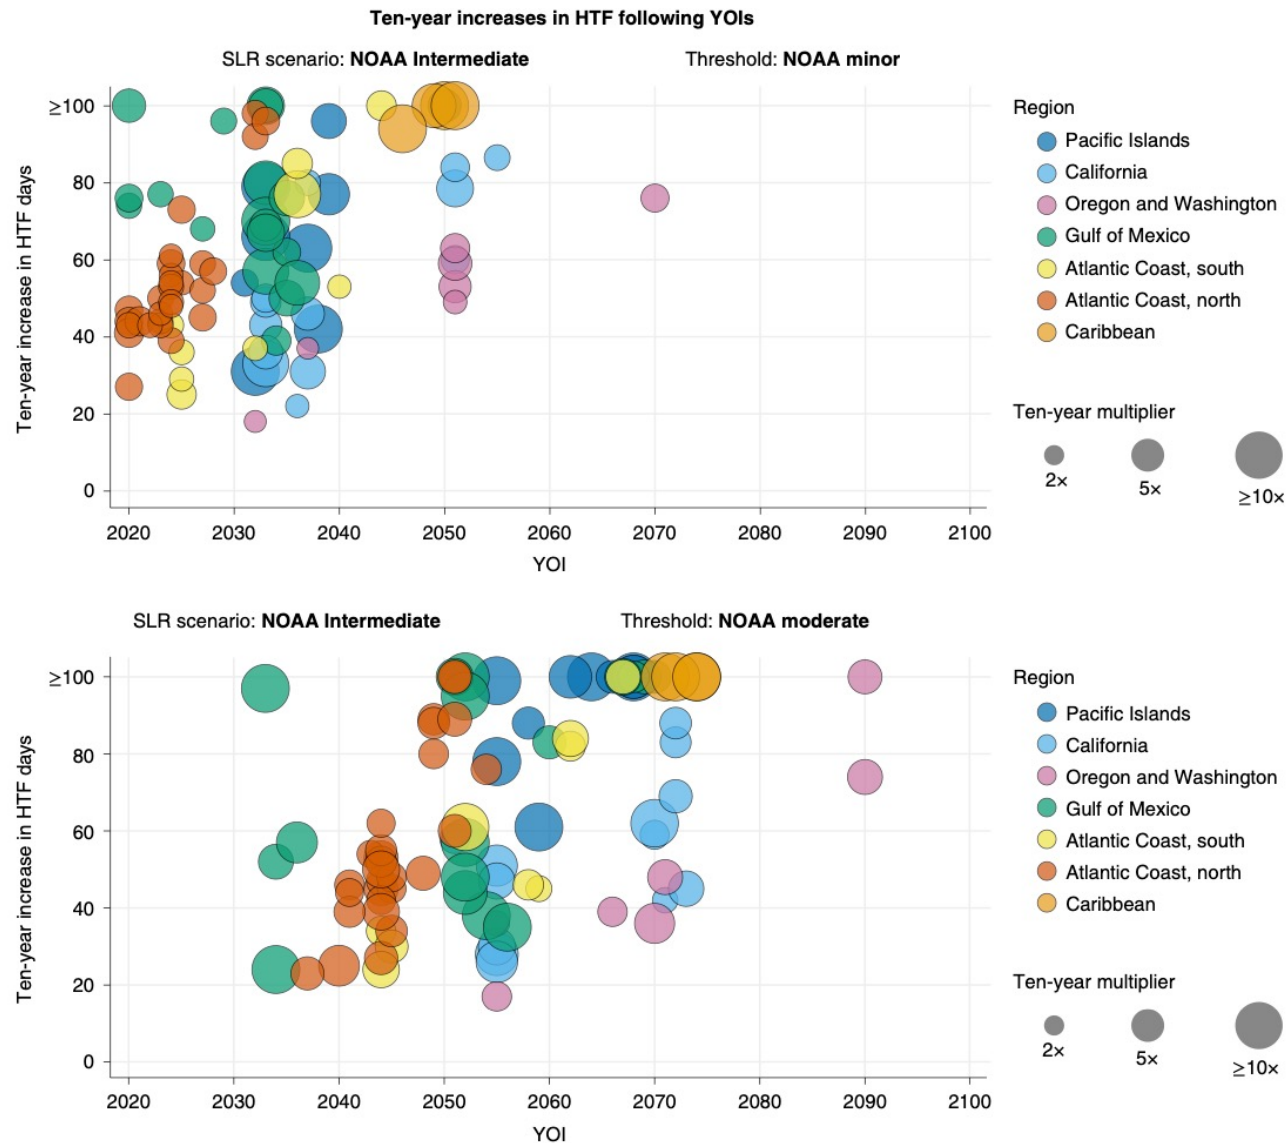 Ten-year increases in HTF following YOIs
SLR scenario: NOAA Intermediate
Threshold: NOAA minor
Ten-year increase in HTF days
≥100
80
60
40
20
0
2020 2030 2040 2050 2060 2070 2080 2090 2100
YOI
Region
Pacific Islands
California
Oregon and Washington
Gulf of Mexico
Atlantic Coast, south
Atlantic Coast, north
Caribbean
Ten-year multiplier
2× 5× ≥10×
SLR scenario: NOAA Intermediate
Threshold: NOAA moderate
Ten-year increase in HTF days
≥100
80
60
40
20
0
2020 2030 2040 2050 2060 2070 2080 2090 2100
YOI
Region
Pacific Islands
California
Oregon and Washington
Gulf of Mexico
Atlantic Coast, south
Atlantic Coast, north
Caribbean
Ten-year multiplier
2× 5× ≥10×